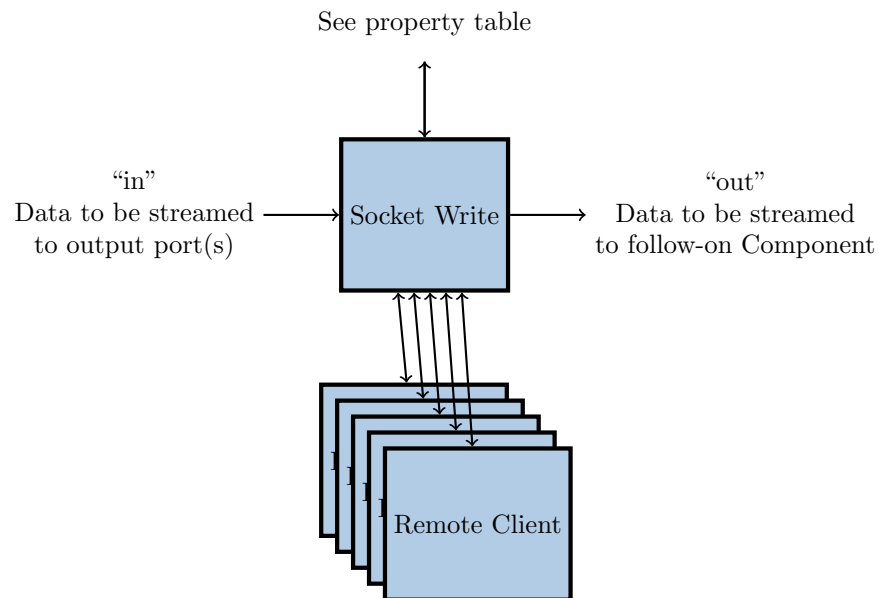 See property table
“in”
Data to be streamed
to output port(s)
Socket Write
“out”
Data to be streamed
to follow-on Component
Remote Client